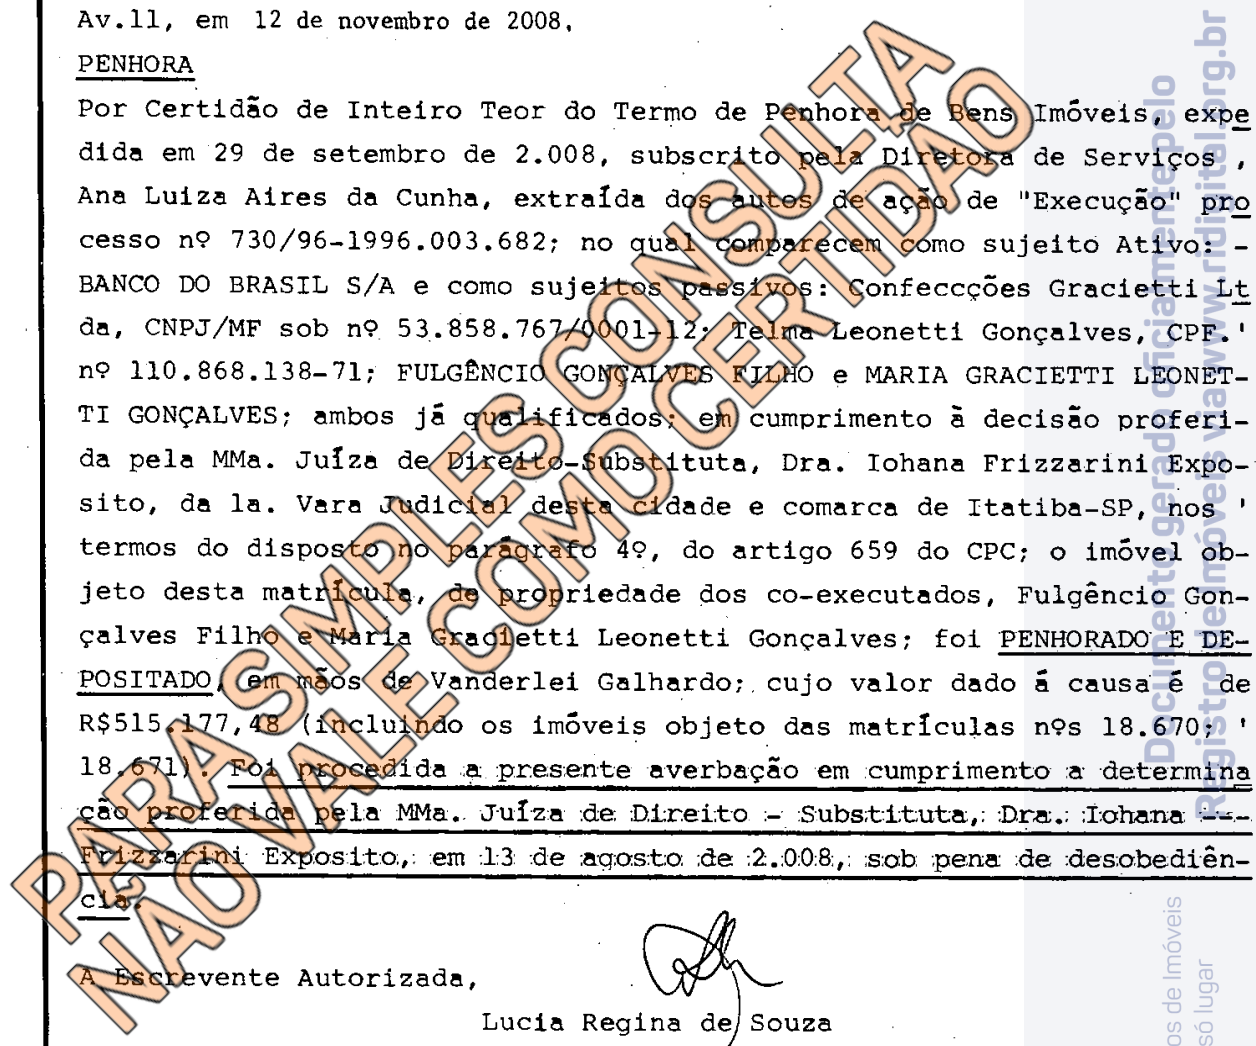 Av.11, em 12 de novembro de 2008.
PENHORA
Por Certidão de Inteiro Teor do Termo de Penhora de Bens Imóveis, expe
dida em 29 de setembro de 2.008, subscrito pela Diretora de Serviços ,
Ana Luiza Aires da Cunha, extraída dos autos de ação de "Execução" pro
cesso nº 730/96-1996.003.682; no qual comparecem como sujeito Ativo: -
BANCO DO BRASIL S/A e como sujeitos passivos: Confeccções Gracietti Lt
da, CNPJ/MF sob nº 53.858.767/0001-12; Telma Leonetti Gonçalves, CPF.'
nº 110.868.138-71; FULGÊNCIO GONÇALVES FILHO e MARIA GRACIETTI LEONET-
TI GONÇALVES; ambos já qualificados; em cumprimento à decisão proferi-
da pela MMa. Juíza de Direito-Substituta, Dra. Iohana Frizzarini Expo-
sito, da 1a. Vara Judicial desta cidade e comarca de Itatiba-SP, nos '
termos do disposto no parágrafo 4º, do artigo 659 do CPC; o imóvel ob-
jeto desta matrícula, de propriedade dos co-executados, Fulgêncio Gon-
çalves Filho e Maria Gracietti Leonetti Gonçalves; foi PENHORADO E DE-
POSITADO, em mãos de Vanderlei Galhardo; cujo valor dado á causa é de
R$515.177,48 (incluindo os imóveis objeto das matrículas nºs 18.670; '
18.671). Foi procedida a presente averbação em cumprimento a determina
ção proferida pela MMa. Juíza de Direito - Substituta, Dra. Iohana ---
Frizzarini Exposito, em 13 de agosto de 2.008, sob pena de desobediên-
cia.
A Escrevente Autorizada,
Lucia Regina de Souza
PARA SIMPLES CONSULTA
NÃO VALE COMO CERTIDÃO
Documento gerado oficialmente pelo
Registro de Imóveis via www.ridigital.org.br
os de Imóveis
só lugar